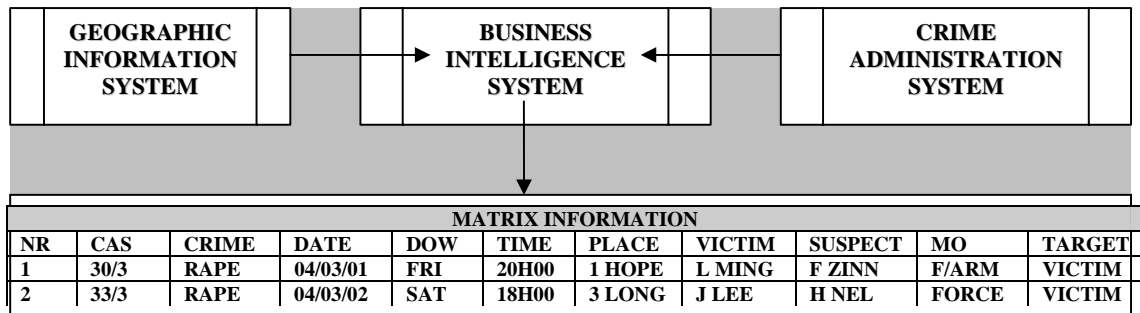 GEOGRAPHIC
INFORMATION
SYSTEM
BUSINESS
INTELLIGENCE
SYSTEM
CRIME
ADMINISTRATION
SYSTEM
MATRIX INFORMATION
NR CAS CRIME DATE DOW TIME PLACE VICTIM SUSPECT MO TARGET
1 30/3 RAPE 04/03/01 FRI 20H00 1 HOPE L MING F ZINN F/ARM VICTIM
2 33/3 RAPE 04/03/02 SAT 18H00 3 LONG J LEE H NEL FORCE VICTIM